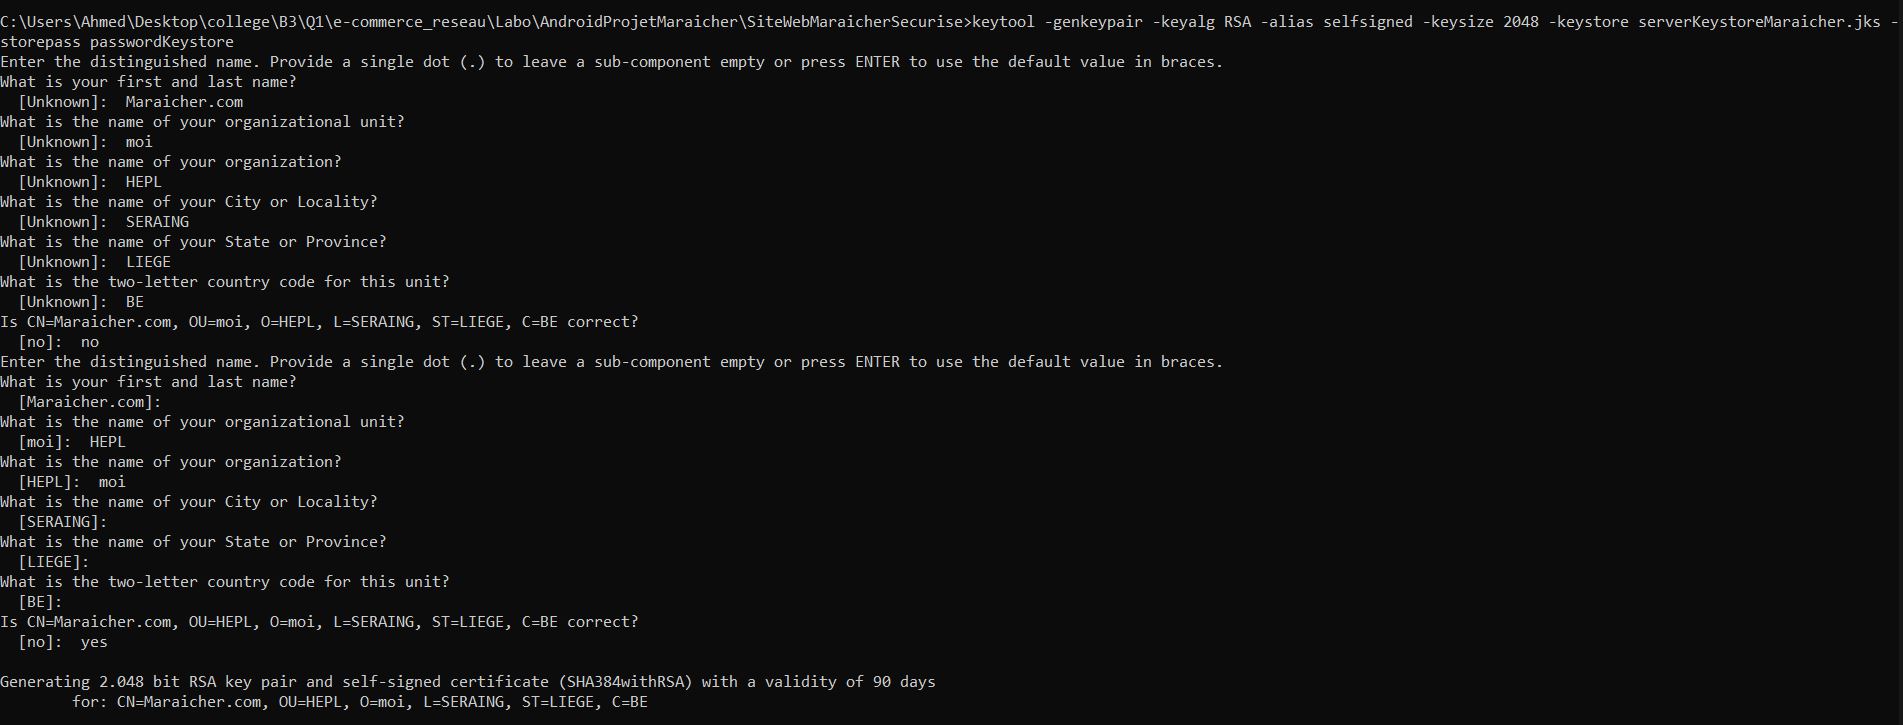 C:\Users\Ahmed\Desktop\college\B3\Q1\e-commerce_reseau\Labo\AndroidProjetMaraicher\SiteWebMaraicherSecurise>keytool -genkeypair -keyalg RSA -alias selfsigned -keysize 2048 -keystore serverKeystoreMaraicher.jks -
storepass passwordKeystore
Enter the distinguished name. Provide a single dot (.) to leave a sub-component empty or press ENTER to use the default value in braces.
What is your first and last name?
  [Unknown]:  Maraicher.com
What is the name of your organizational unit?
  [Unknown]:  moi
What is the name of your organization?
  [Unknown]:  HEPL
What is the name of your City or Locality?
  [Unknown]:  SERAING
What is the name of your State or Province?
  [Unknown]:  LIEGE
What is the two-letter country code for this unit?
  [Unknown]:  BE
Is CN=Maraicher.com, OU=moi, O=HEPL, L=SERAING, ST=LIEGE, C=BE correct?
  [no]:  no
Enter the distinguished name. Provide a single dot (.) to leave a sub-component empty or press ENTER to use the default value in braces.
What is your first and last name?
  [Maraicher.com]:
What is the name of your organizational unit?
  [moi]:  HEPL
What is the name of your organization?
  [HEPL]:  moi
What is the name of your City or Locality?
  [SERAING]:
What is the name of your State or Province?
  [LIEGE]:
What is the two-letter country code for this unit?
  [BE]:
Is CN=Maraicher.com, OU=HEPL, O=moi, L=SERAING, ST=LIEGE, C=BE correct?
  [no]:  yes

Generating 2.048 bit RSA key pair and self-signed certificate (SHA384withRSA) with a validity of 90 days
        for: CN=Maraicher.com, OU=HEPL, O=moi, L=SERAING, ST=LIEGE, C=BE